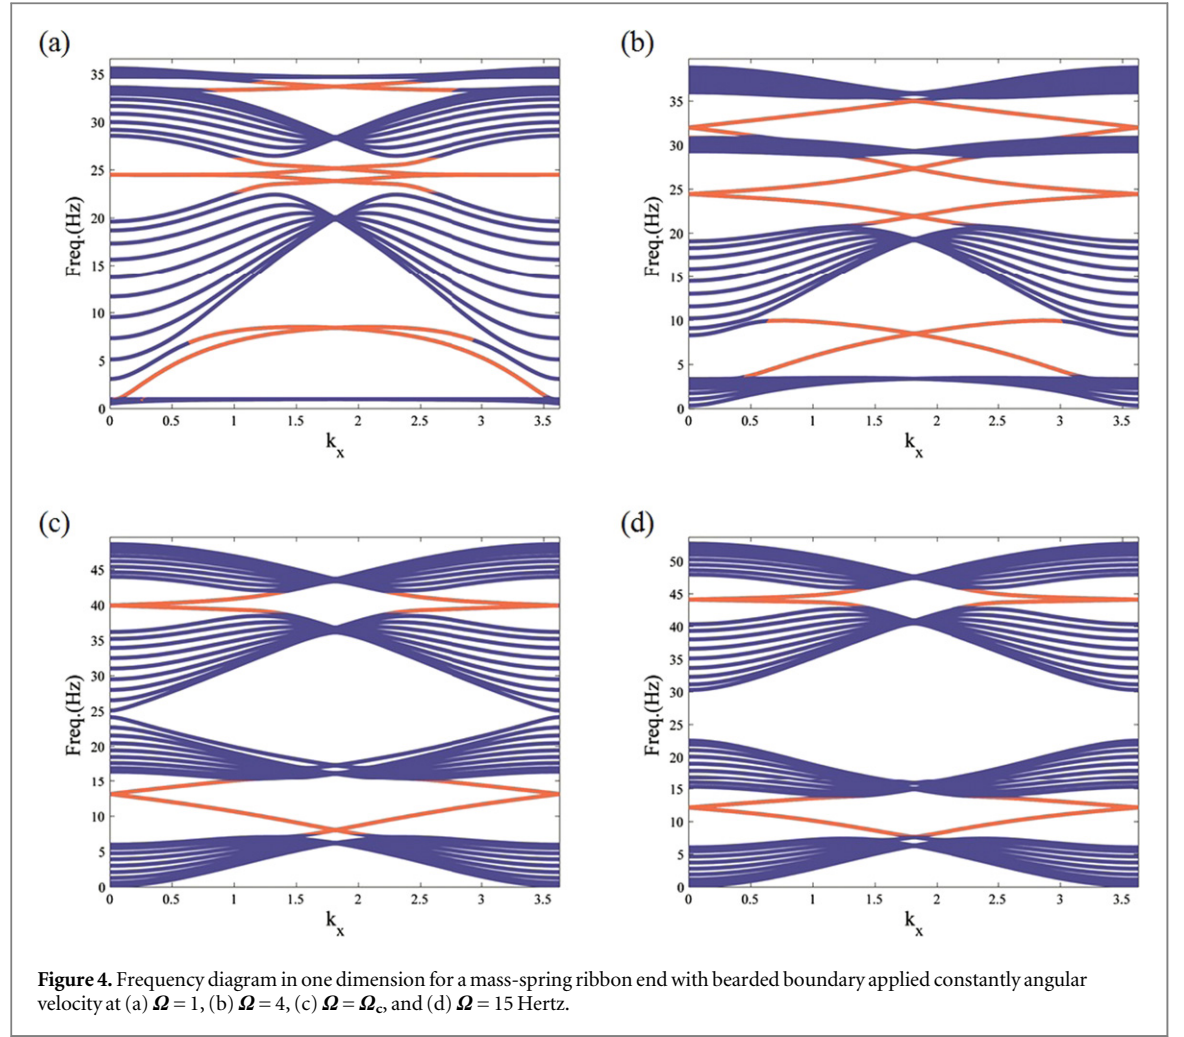 (a)
35
30
25
20
15
10
5
0
Freq.(Hz)
0 0.5 1 1.5 2 2.5 3 3.5
k_x
(b)
35
30
25
20
15
10
5
0
Freq.(Hz)
0 0.5 1 1.5 2 2.5 3 3.5
k_x
(c)
45
40
35
30
25
20
15
10
5
0
Freq.(Hz)
0 0.5 1 1.5 2 2.5 3 3.5
k_x
(d)
50
45
40
35
30
25
20
15
10
5
0
Freq.(Hz)
0 0.5 1 1.5 2 2.5 3 3.5
k_x
Figure 4. Frequency diagram in one dimension for a mass-spring ribbon end with bearded boundary applied constantly angular
velocity at (a) Ω = 1, (b) Ω = 4, (c) Ω = Ω_c, and (d) Ω = 15 Hertz.